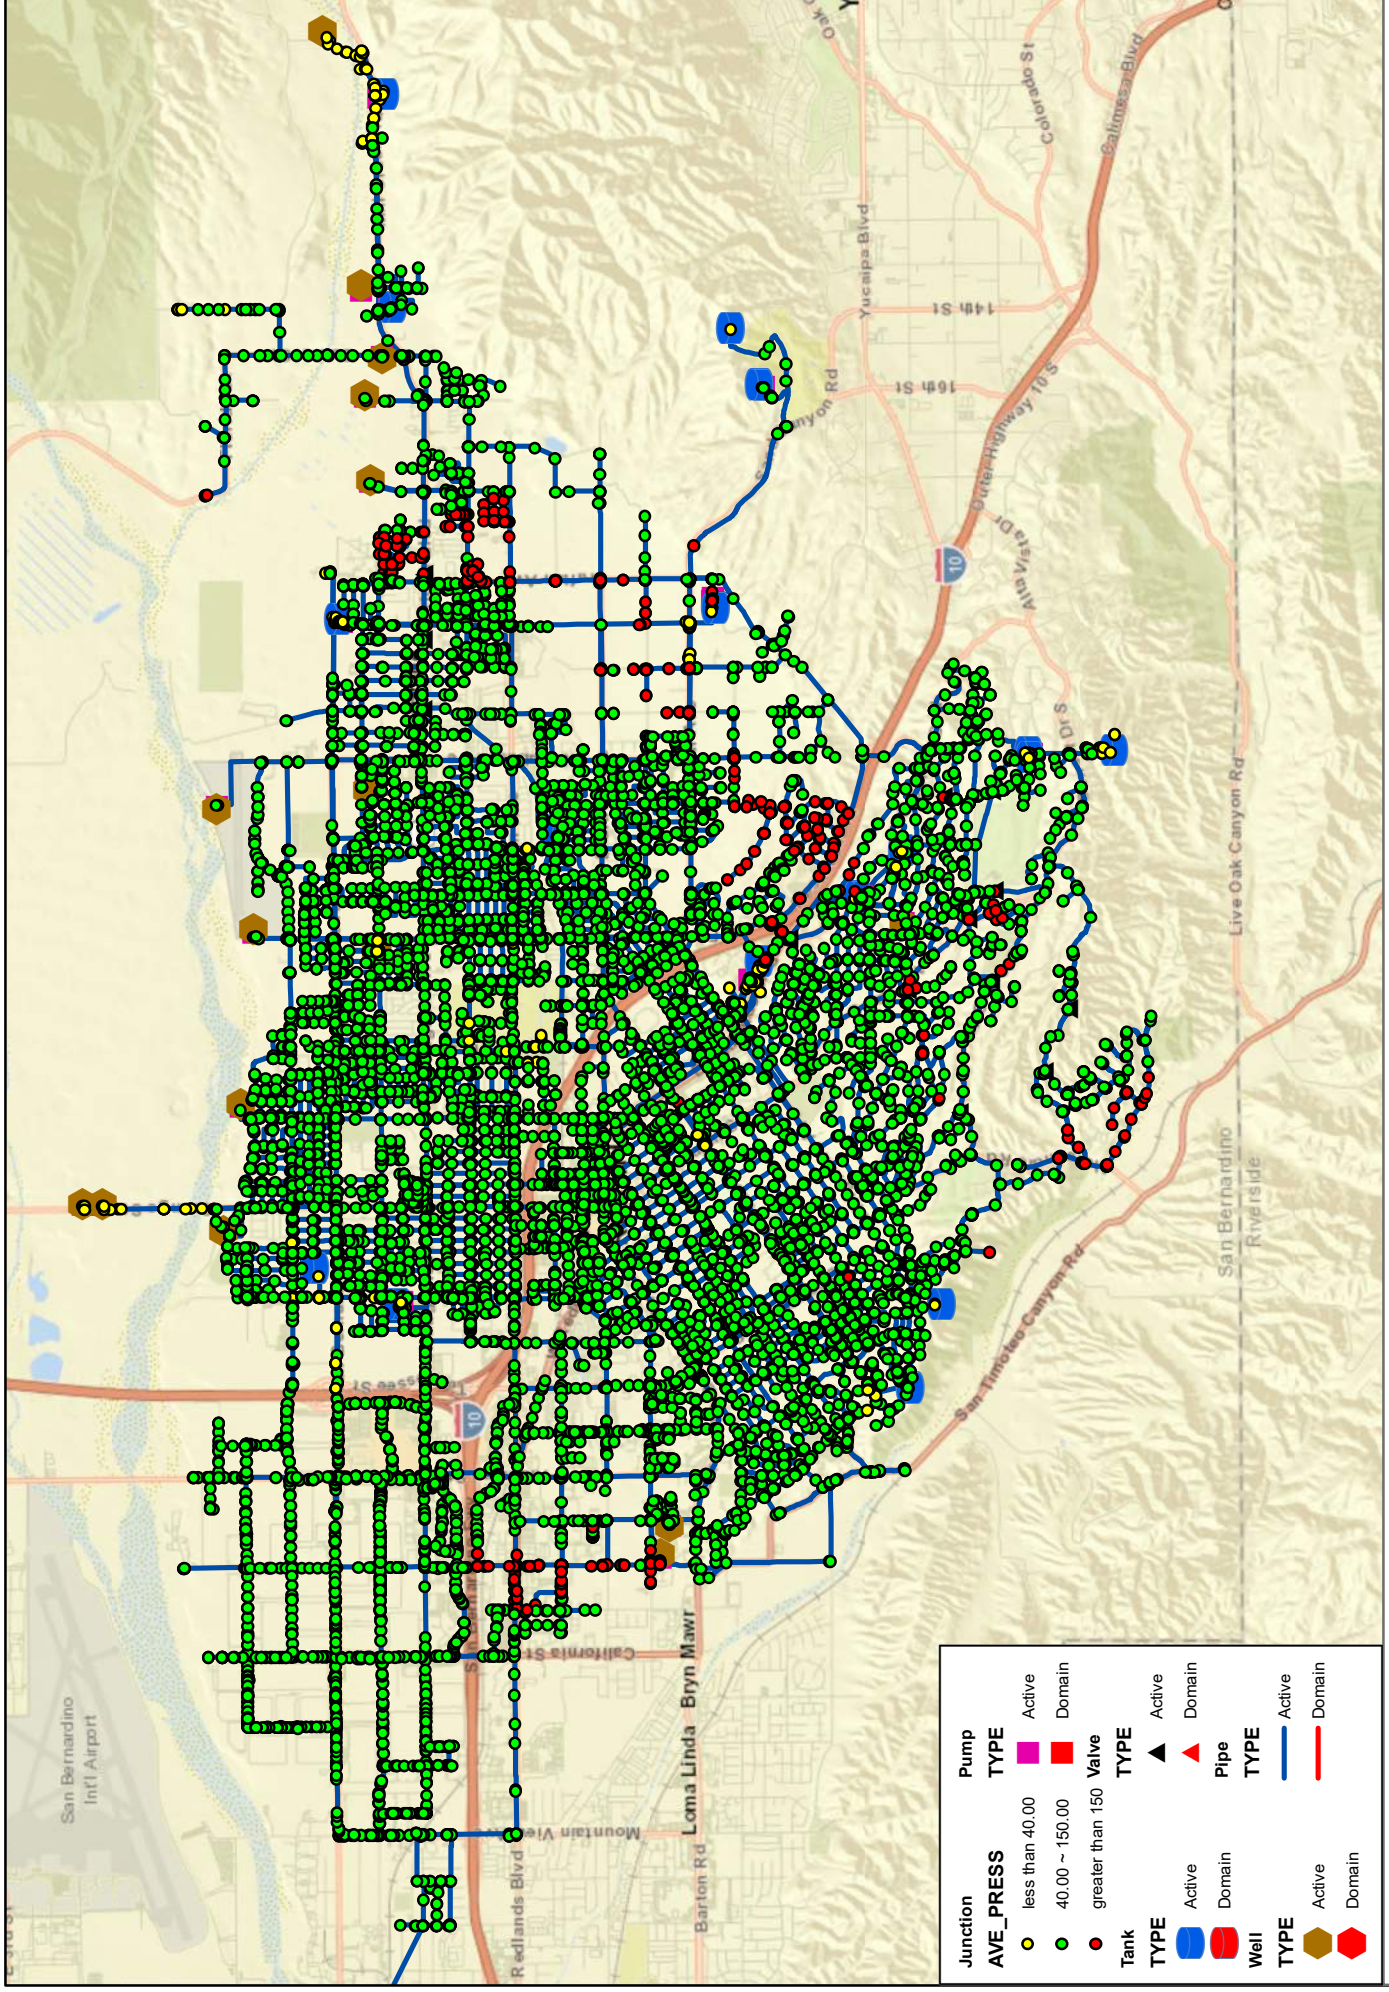 San Bernardino
Int'l Airport
Redlands Blvd
Mountain View
California St
Loma Linda
Bryn Mawr
Barton Rd
10
San Timoteo Canyon Rd
San Bernardino
Riverside
Live Oak Canyon Rd
Dr S
Alta Vista Dr
10
Outer Highway 10 S
16th St
14th St
Yucaipa Blvd
Colorado St
Calimesa Blvd
Junction
AVE_PRESS
less than 40.00
40.00 ~ 150.00
greater than 150
Tank
TYPE
Active
Domain
Well
TYPE
Active
Domain
Pump
TYPE
Active
Domain
Valve
TYPE
Active
Domain
Pipe
TYPE
Active
Domain